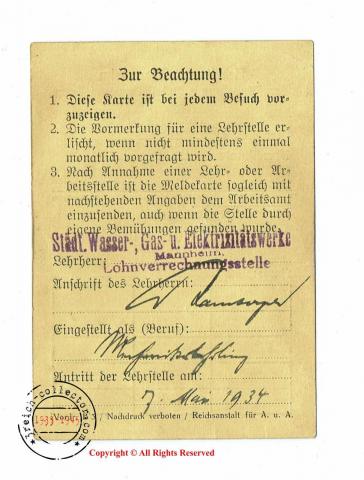 Zur Beachtung!
1. Diese Karte ist bei jedem Besuch vor-
zuzeigen.
2. Die Vormerkung für eine Lehrstelle er-
lischt, wenn nicht mindestens einmal
monatlich vorgefragt wird.
3. Nach Annahme einer Lehr- oder Ar-
beitsstelle ist die Meldekarte sogleich mit
nachstehenden Angaben dem Arbeitsamt
einzusenden, auch wenn die Stelle durch
eigene Bemühungen gefunden wurde.
Städt. Wasser-, Gas- u. Elektrizitätswerke
Mannheim,
Lehrherr:
Lohnverrechnungsstelle
Anschrift des Lehrherrn:
Eingestellt als (Beruf):
Antritt der Lehrstelle am:
7. Mai 1934
/ Nachdruck verboten / Reichsanstalt für A. u. A.
3reich-collectors.com
1933-1945
Copyright © All Rights Reserved